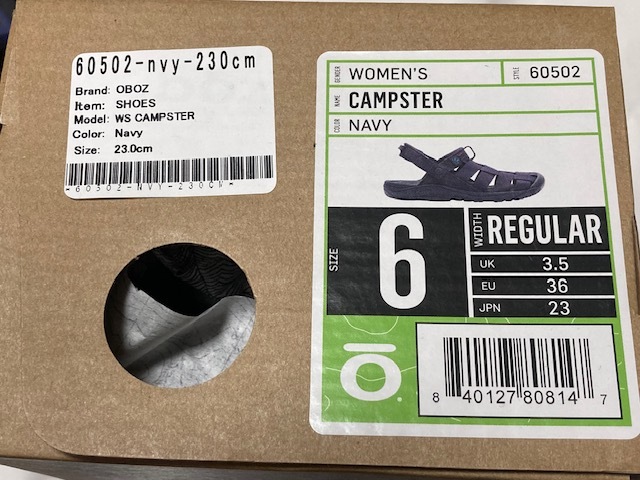 60502-nvy-230cm
Brand: OBOZ
Item: SHOES
Model: WS CAMPSTER
Color: Navy
Size: 23.0cm
-60502-NVY-230CM-
GENDER WOMEN'S STYLE 60502
NAME CAMPSTER
COLOR NAVY
SIZE 6 WIDTH REGULAR
UK 3.5
EU 36
JPN 23
ō.
8 40127 80814 7